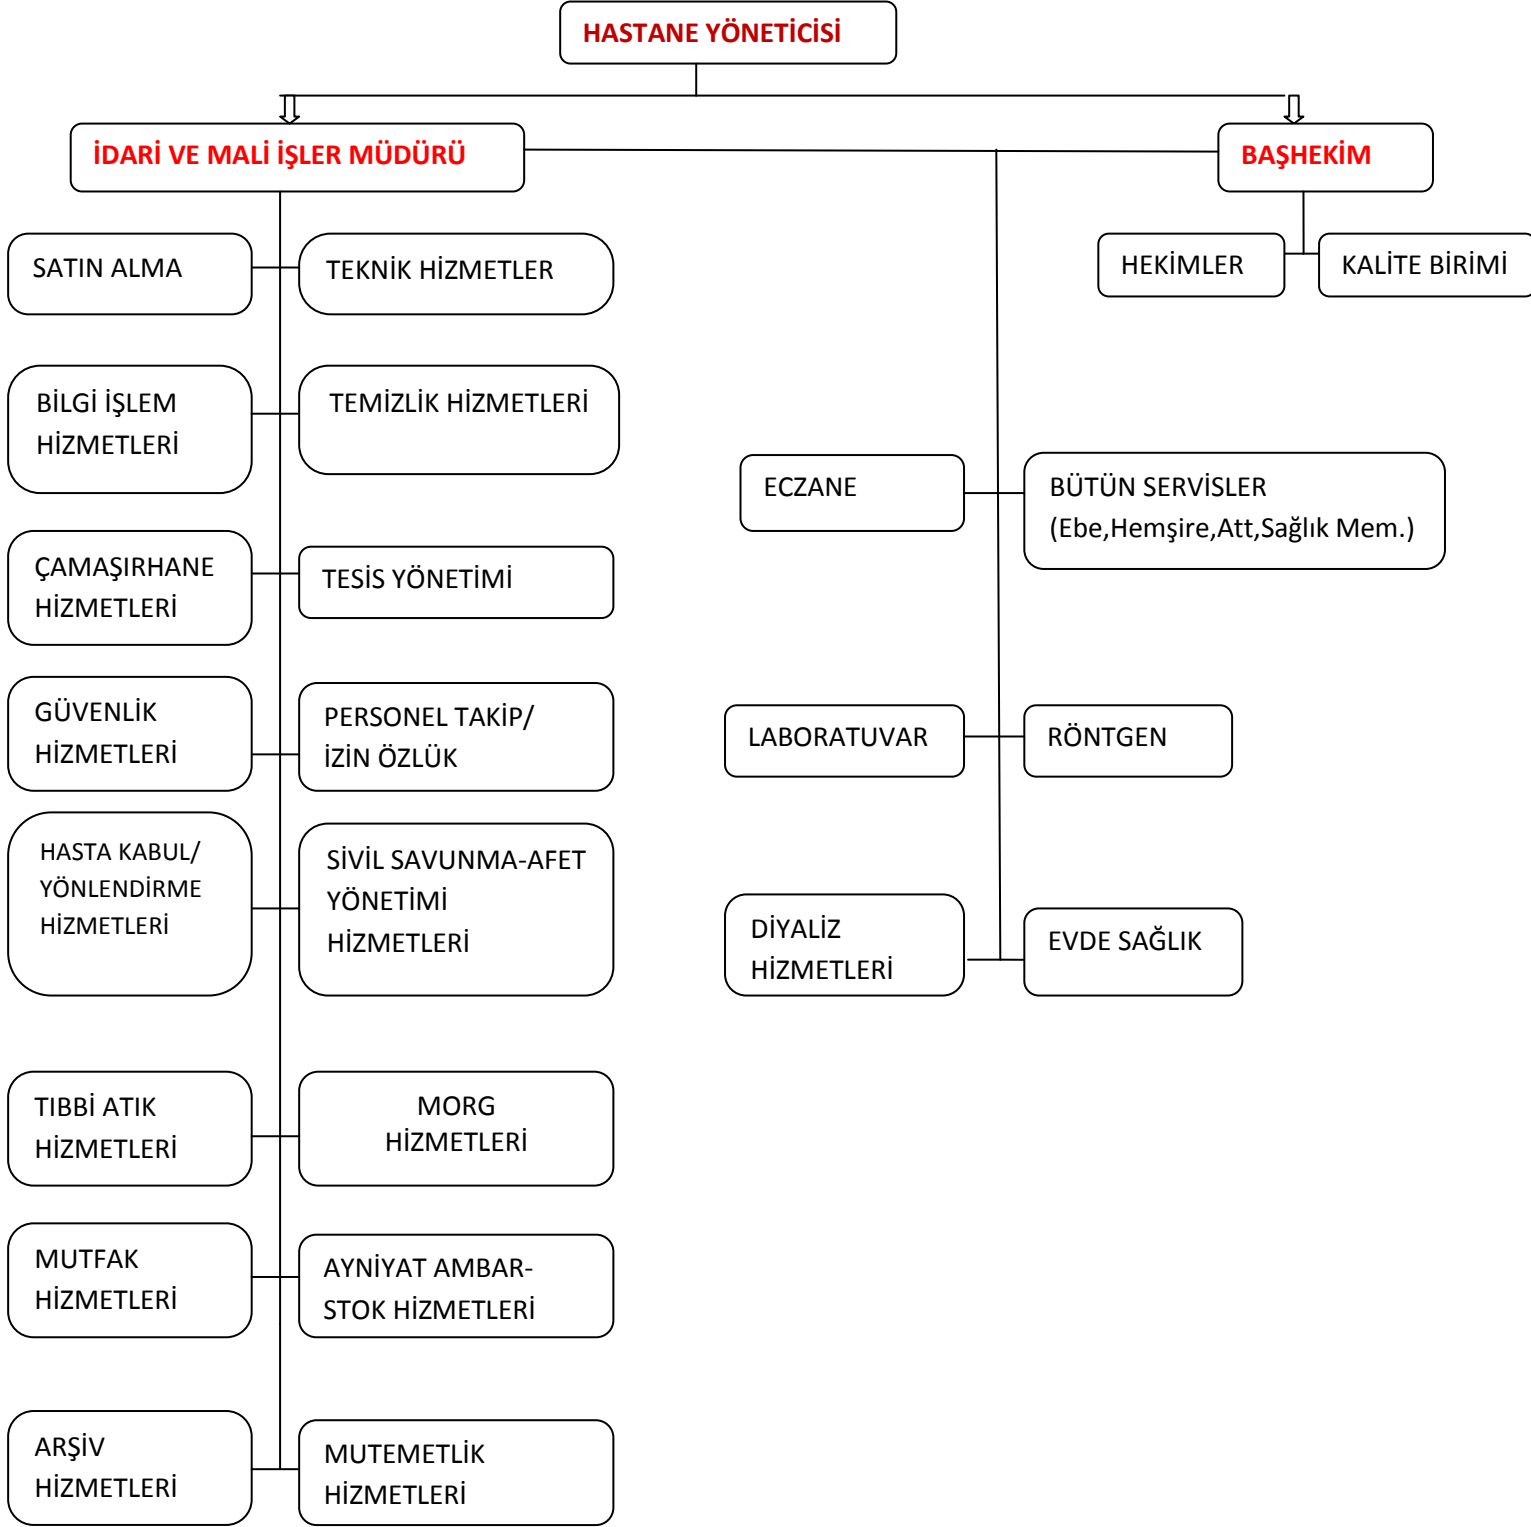 HASTANE YÖNETİCİSİ
İDARİ VE MALİ İŞLER MÜDÜRÜ
BAŞHEKİM
SATIN ALMA
TEKNİK HİZMETLER
HEKİMLER
KALİTE BİRİMİ
BİLGİ İŞLEM
HİZMETLERİ
TEMİZLİK HİZMETLERİ
ECZANE
BÜTÜN SERVİSLER
(Ebe,Hemşire,Att,Sağlık Mem.)
ÇAMAŞIRHANE
HİZMETLERİ
TESİS YÖNETİMİ
GÜVENLİK
HİZMETLERİ
PERSONEL TAKİP/
İZİN ÖZLÜK
LABORATUVAR
RÖNTGEN
HASTA KABUL/
YÖNLENDİRME
HİZMETLERİ
SİVİL SAVUNMA-AFET
YÖNETİMİ
HİZMETLERİ
DİYALİZ
HİZMETLERİ
EVDE SAĞLIK
TIBBİ ATIK
HİZMETLERİ
MORG
HİZMETLERİ
MUTFAK
HİZMETLERİ
AYNİYAT AMBAR-
STOK HİZMETLERİ
ARŞİV
HİZMETLERİ
MUTEMETLİK
HİZMETLERİ